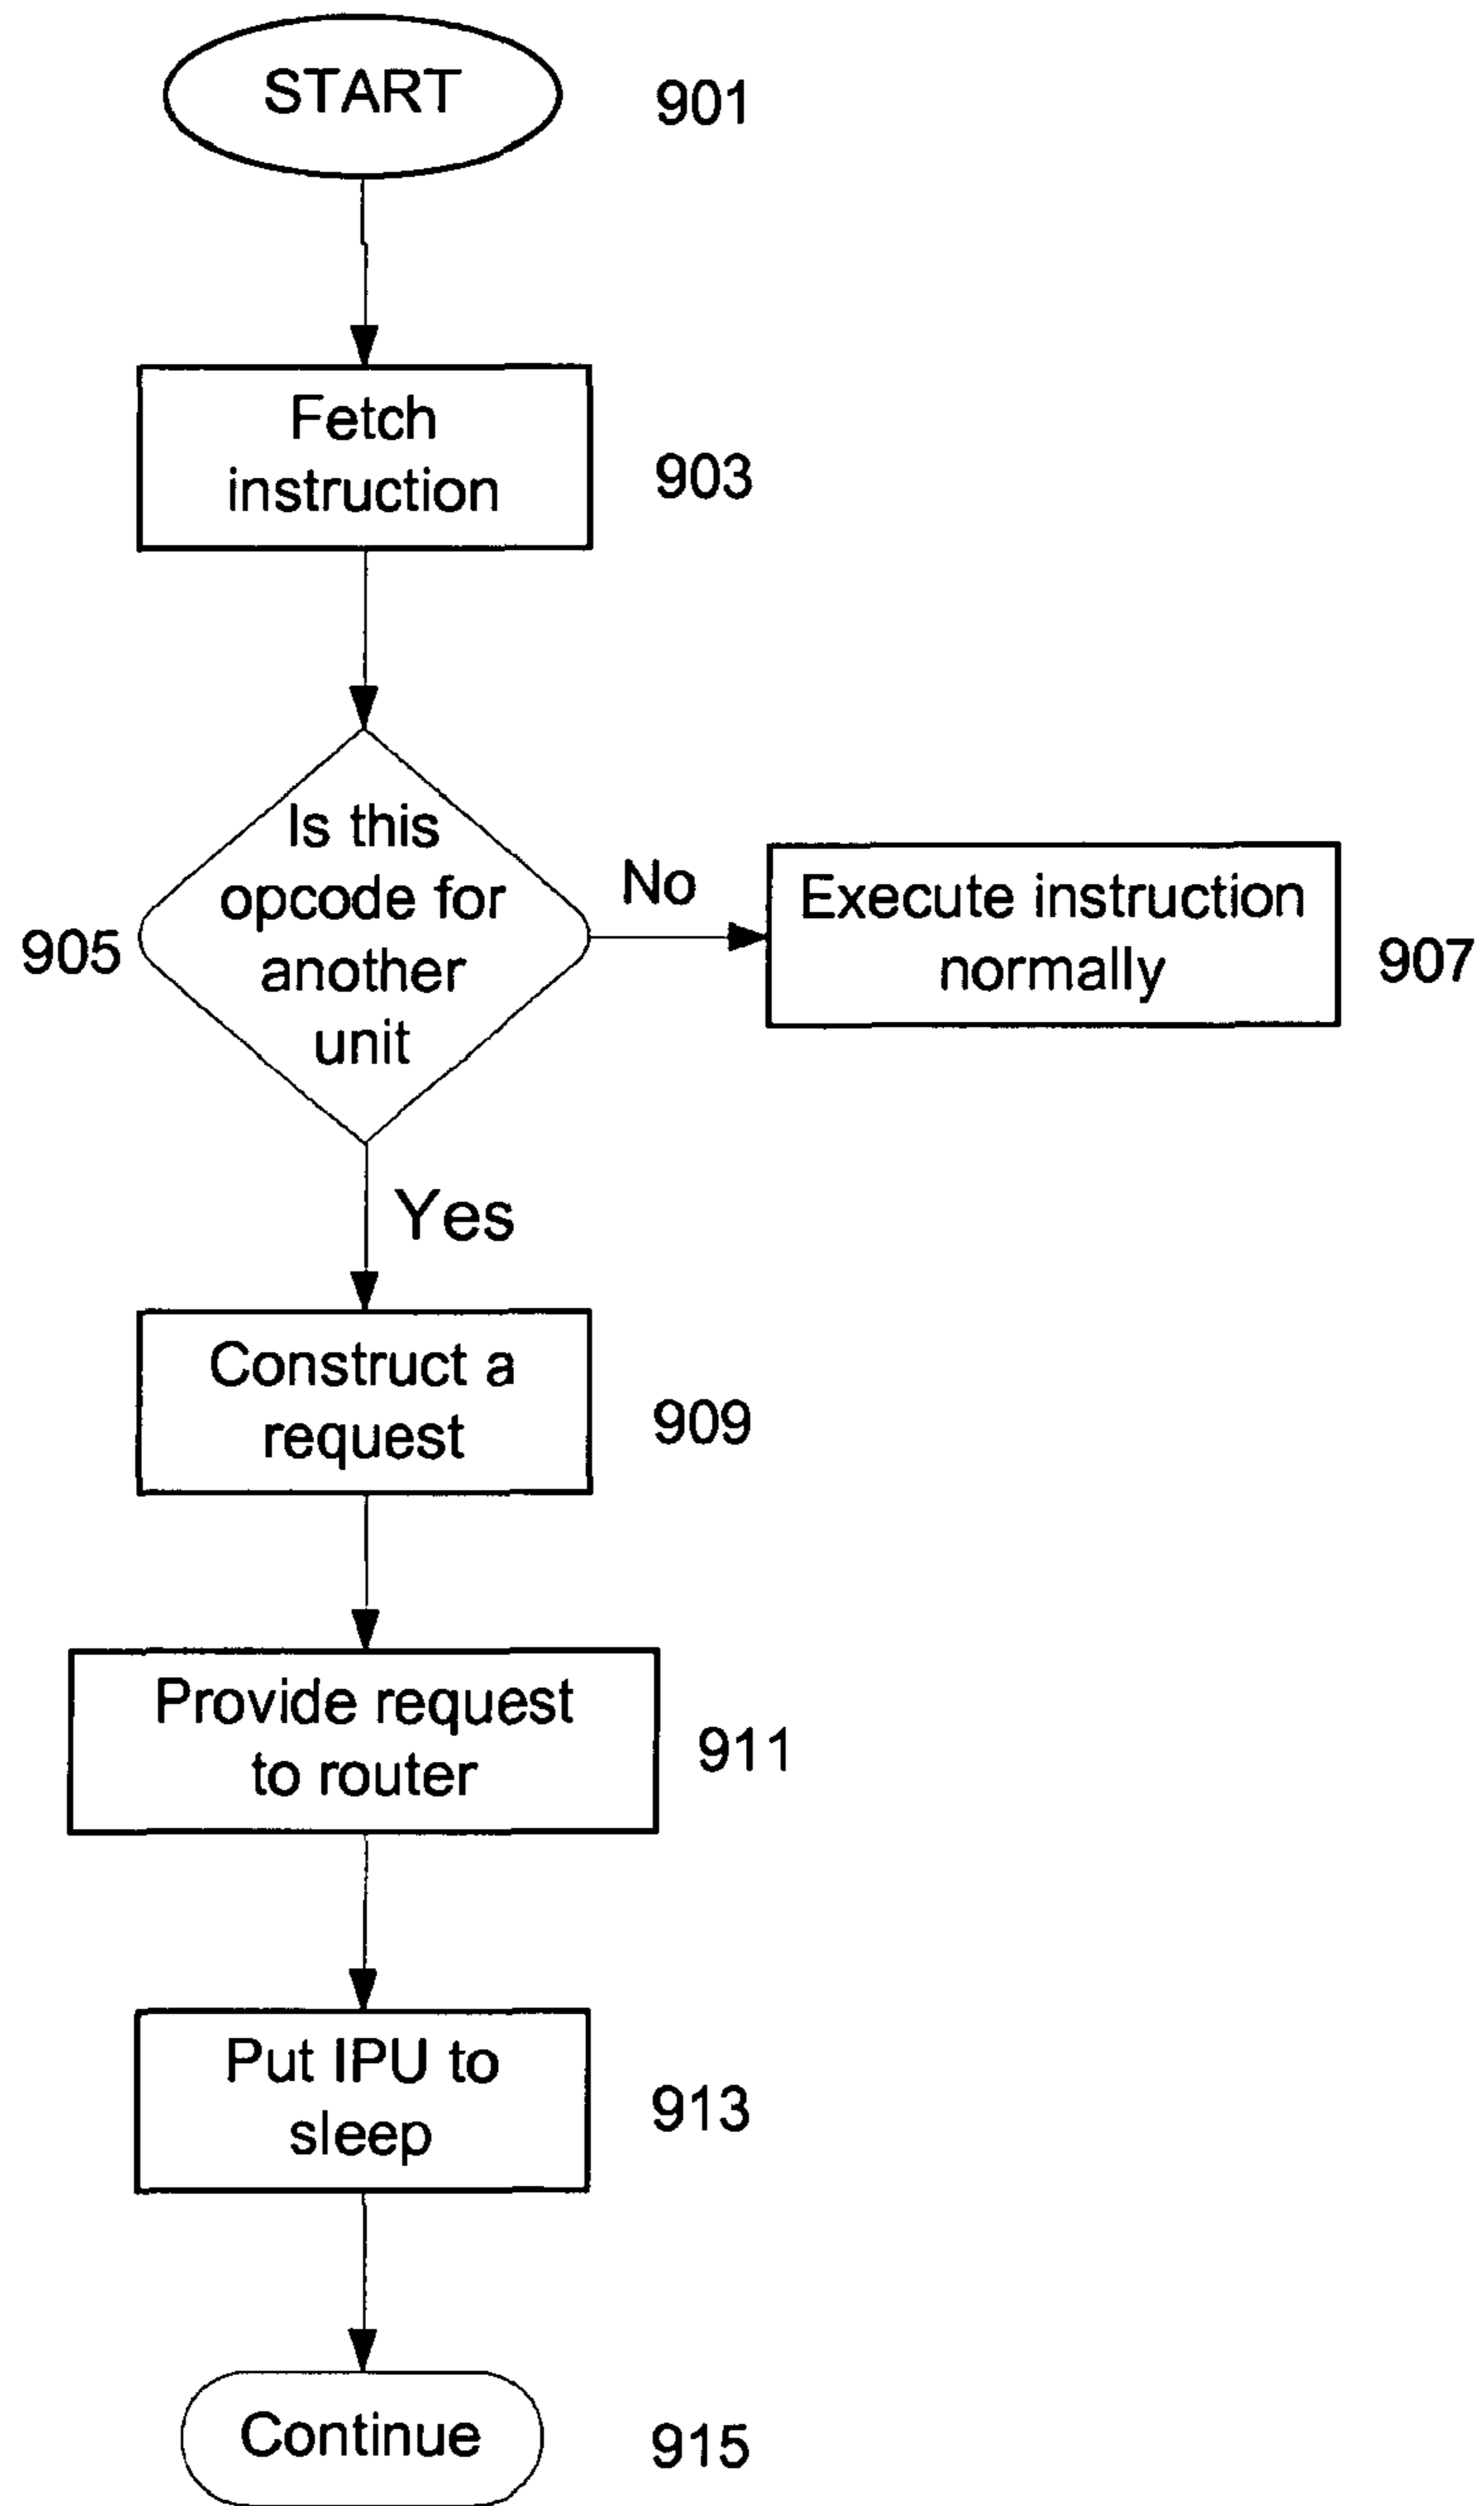 START
901
Fetch
instruction
903
Is this
opcode for
another
unit
905
No
Execute instruction
normally
907
Yes
Construct a
request
909
Provide request
to router
911
Put IPU to
sleep
913
Continue
915